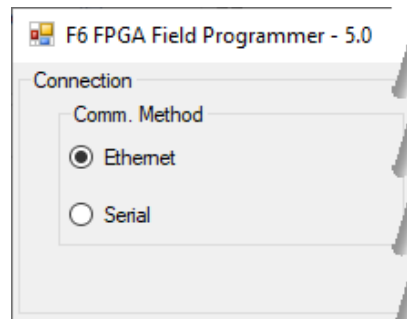 F6 FPGA Field Programmer - 5.0
Connection
Comm. Method
Ethernet
Serial